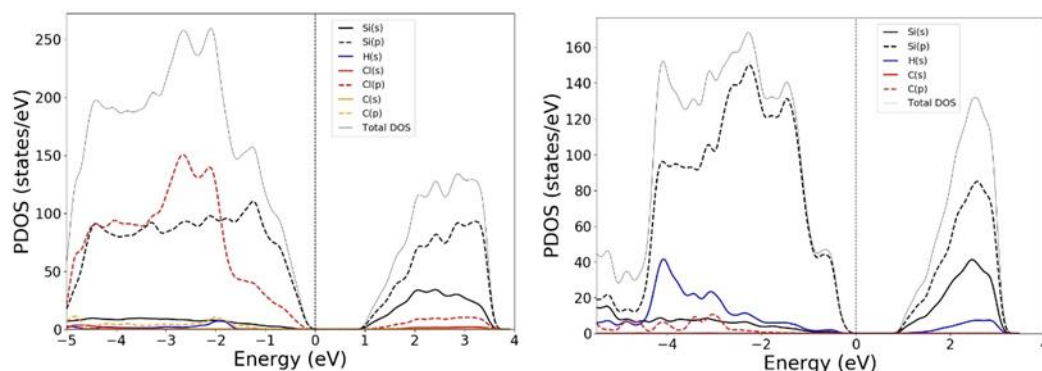 PDOS (states/eV)
250
200
150
100
50
0
Si(s)
Si(p)
H(s)
Cl(s)
Cl(p)
C(s)
C(p)
Total DOS
−5 −4 −3 −2 −1 0 1 2 3 4
Energy (eV)
PDOS (states/eV)
160
140
120
100
80
60
40
20
0
Si(s)
Si(p)
H(s)
C(s)
C(p)
Total DOS
−4 −2 0 2 4
Energy (eV)